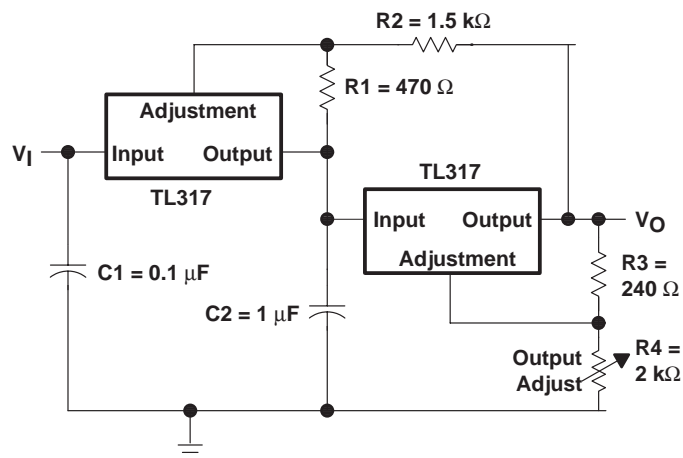 R2 = 1.5 kΩ
R1 = 470 Ω
Adjustment
VI
Input
Output
TL317
TL317
Input
Output
VO
Adjustment
R3 =
240 Ω
C1 = 0.1 μF
C2 = 1 μF
Output
Adjust
R4 =
2 kΩ